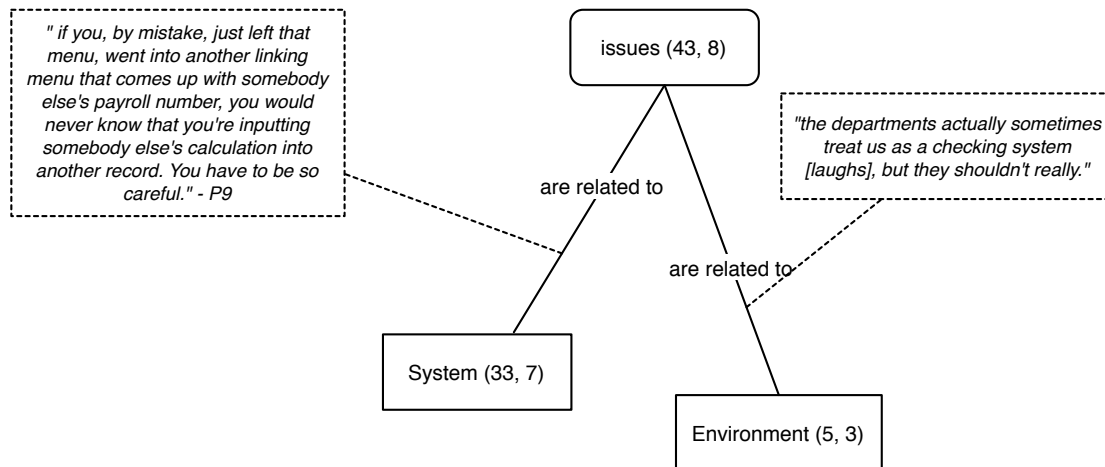 " if you, by mistake, just left that
menu, went into another linking
menu that comes up with somebody
else's payroll number, you would
never know that you're inputting
somebody else's calculation into
another record. You have to be so
careful." - P9
issues (43, 8)
"the departments actually sometimes
treat us as a checking system
[laughs], but they shouldn't really."
are related to
are related to
System (33, 7)
Environment (5, 3)